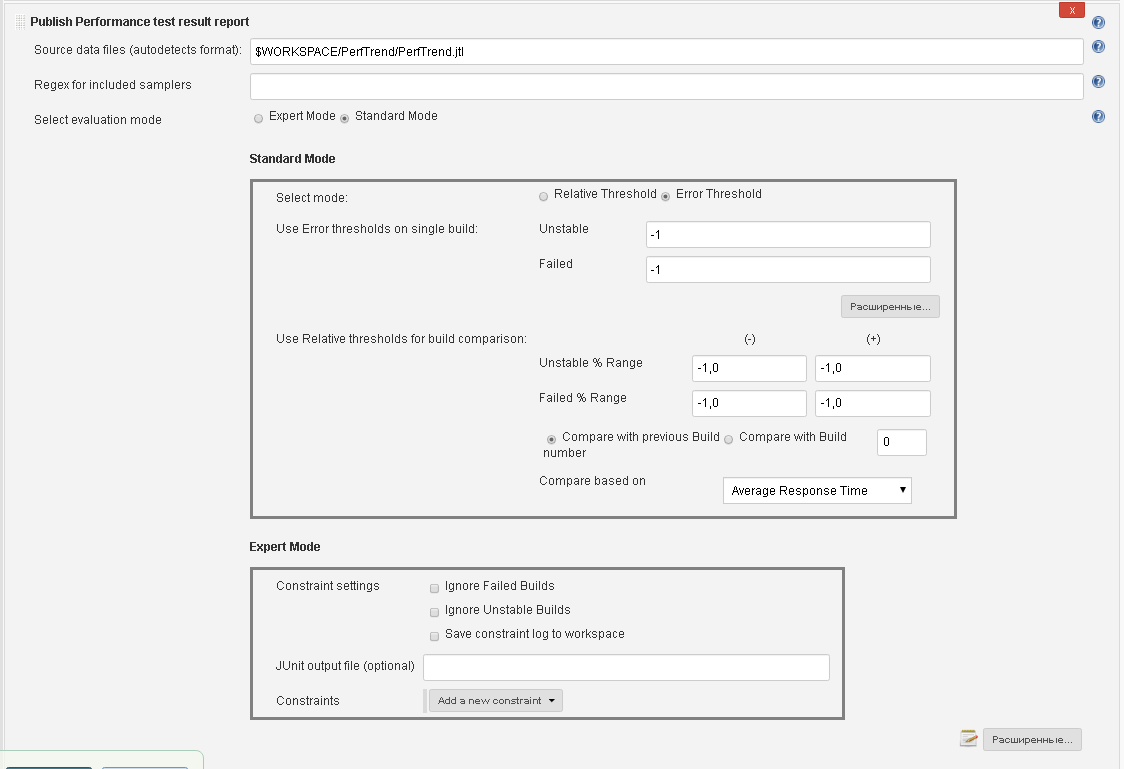 Publish Performance test result report
x
Source data files (autodetects format): $WORKSPACE/PerfTrend/PerfTrend.jtl
Regex for included samplers
Select evaluation mode Expert Mode Standard Mode
Standard Mode
Select mode: Relative Threshold Error Threshold
Use Error thresholds on single build: Unstable -1
Failed -1
Расширенные...
Use Relative thresholds for build comparison: (-) (+)
Unstable % Range -1,0 -1,0
Failed % Range -1,0 -1,0
Compare with previous Build Compare with Build 0
number
Compare based on Average Response Time
Expert Mode
Constraint settings Ignore Failed Builds
Ignore Unstable Builds
Save constraint log to workspace
JUnit output file (optional)
Constraints Add a new constraint
Расширенные...